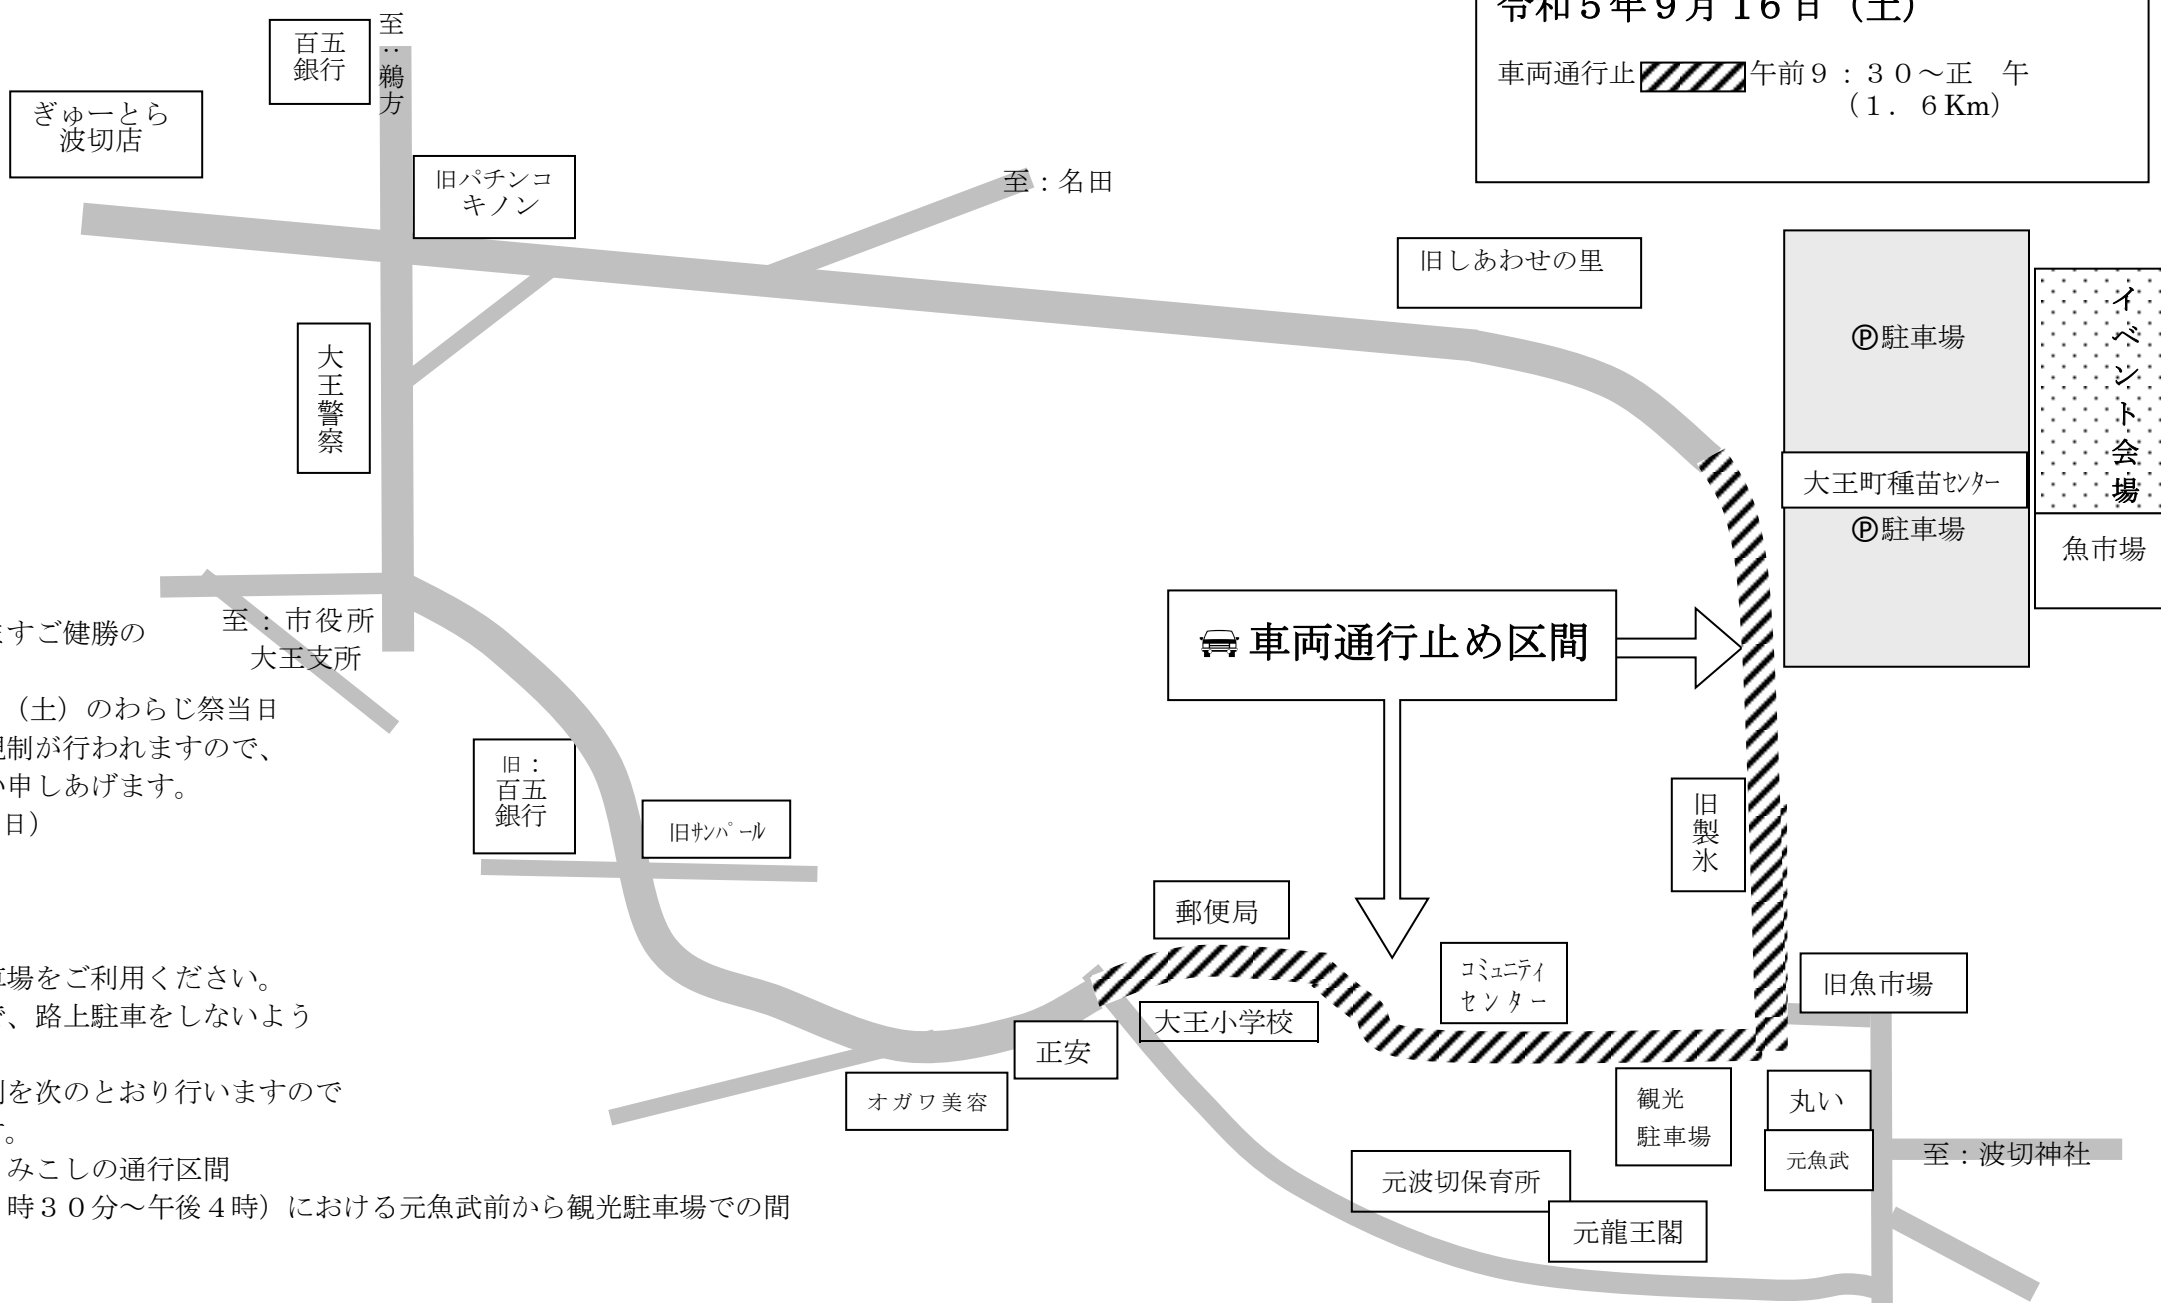 令和５年９月１６日（土）
車両通行止 午前９：３０～正　午
（１．６Km）
百五
銀行
至：鵜方
ぎゅーとら
波切店
旧パチンコ
キノン
至：名田
旧しあわせの里
Ⓟ駐車場
イベント会場
大王警察
大王町種苗ｾﾝﾀｰ
Ⓟ駐車場
魚市場
至：市役所
大王支所
車両通行止め区間
ますご健勝の
（土）のわらじ祭当日
規制が行われますので、
い申しあげます。
日）
旧：
百五
銀行
旧ｻﾝﾊﾟｰﾙ
旧製氷
郵便局
コミュニティ
センター
旧魚市場
車場をご利用ください。
で、路上駐車をしないよう
大王小学校
正安
制を次のとおり行いますので
す。
みこしの通行区間
時３０分～午後４時）における元魚武前から観光駐車場での間
オガワ美容
観光
駐車場
丸い
元魚武
至：波切神社
元波切保育所
元龍王閣